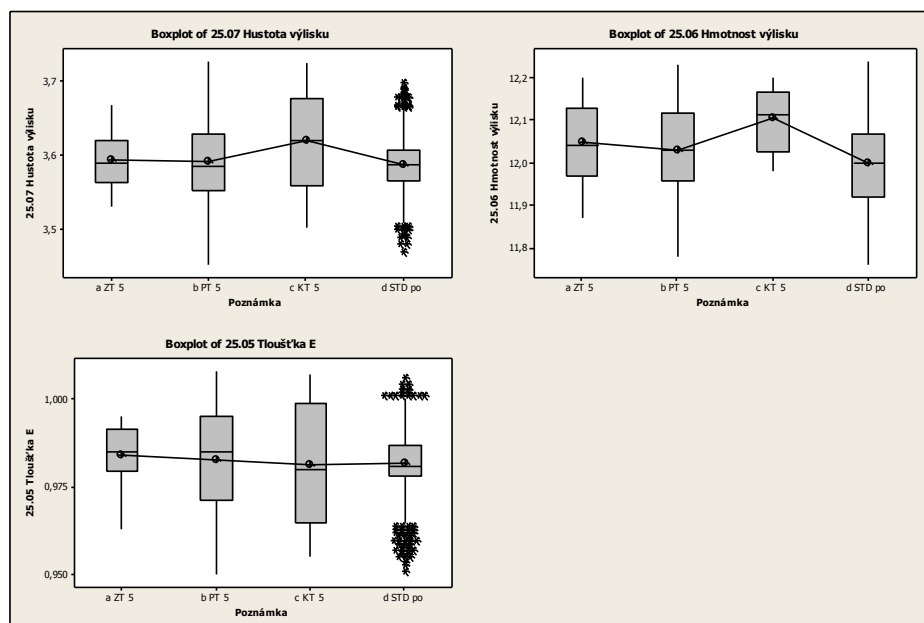 Boxplot of 25.07 Hustota výlisku
25.07 Hustota výlisku
3,7
3,6
3,5
a ZT 5 b PT 5 c KT 5 d STD po
Poznámka
Boxplot of 25.06 Hmotnost výlisku
25.06 Hmotnost výlisku
12,2
12,1
12,0
11,9
11,8
a ZT 5 b PT 5 c KT 5 d STD po
Poznámka
Boxplot of 25.05 Tloušťka E
25.05 Tloušťka E
1,000
0,975
0,950
a ZT 5 b PT 5 c KT 5 d STD po
Poznámka